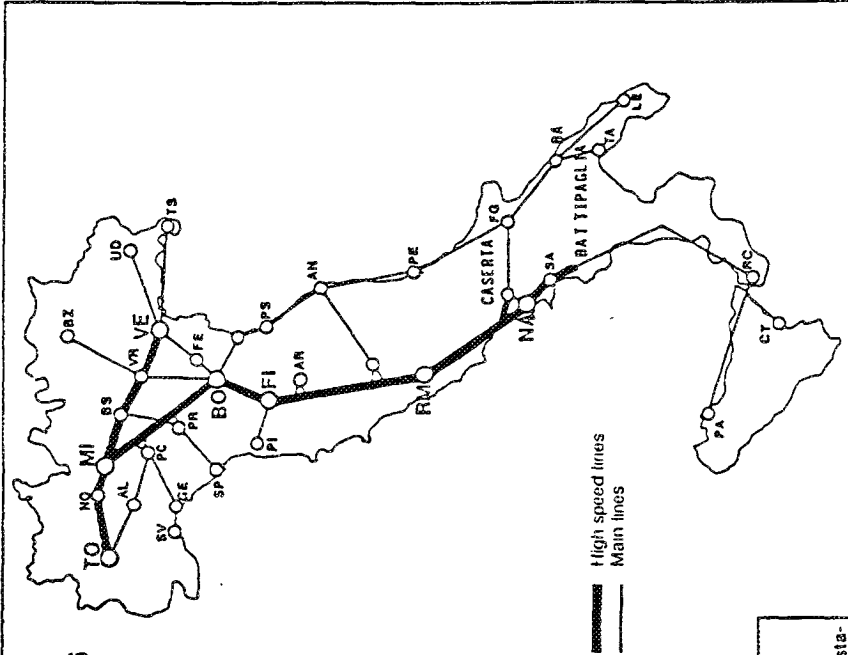 BZ
UD
TS
VR
VE
BS
MI
NO
TO
AL
PC
PR
FE
BO
GE
SV
SP
PI
FI
PS
AR
AN
PE
RM
CASERTA
FG
NA
SA
BATTIPAGLIA
BA
TA
LE
RC
CT
PA
High speed lines
Main lines
sta-